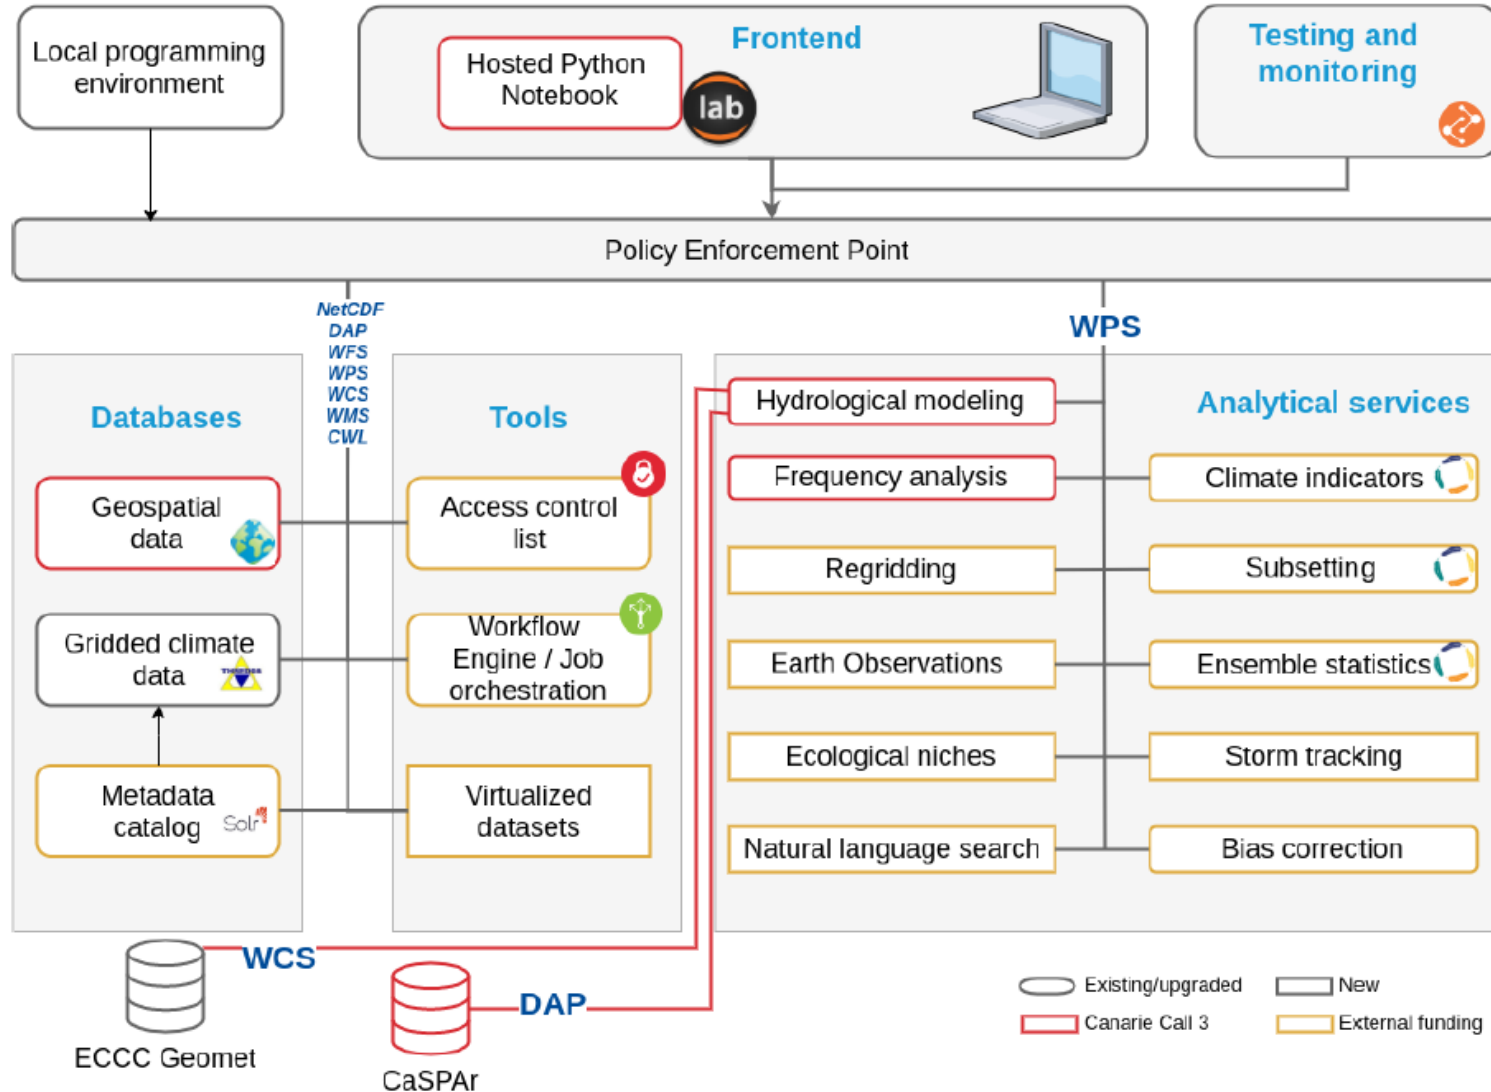 Local programming
environment
Frontend
Hosted Python
Notebook
lab
Testing and
monitoring
Policy Enforcement Point
NetCDF
DAP
WFS
WPS
WCS
WMS
CWL
WPS
Databases
Tools
Analytical services
Geospatial
data
Gridded climate
data
THREDDS
Metadata
catalog
Solr
Access control
list
Workflow
Engine / Job
orchestration
Virtualized
datasets
Hydrological modeling
Frequency analysis
Regridding
Earth Observations
Ecological niches
Natural language search
Climate indicators
Subsetting
Ensemble statistics
Storm tracking
Bias correction
WCS
DAP
ECCC Geomet
CaSPAr
Existing/upgraded
New
Canarie Call 3
External funding